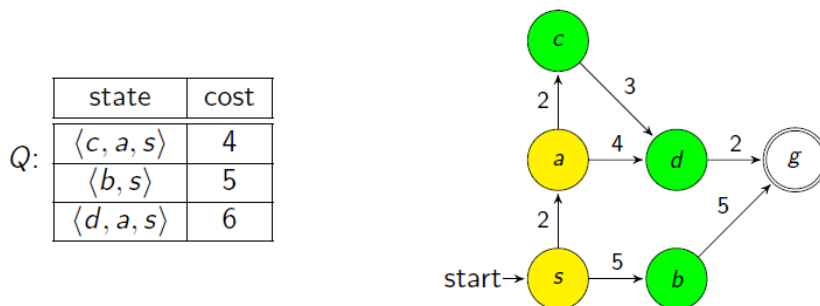 Q:
state cost
⟨c, a, s⟩ 4
⟨b, s⟩ 5
⟨d, a, s⟩ 6
c
2 3
a 4 d 2 g
2 5
start s 5 b